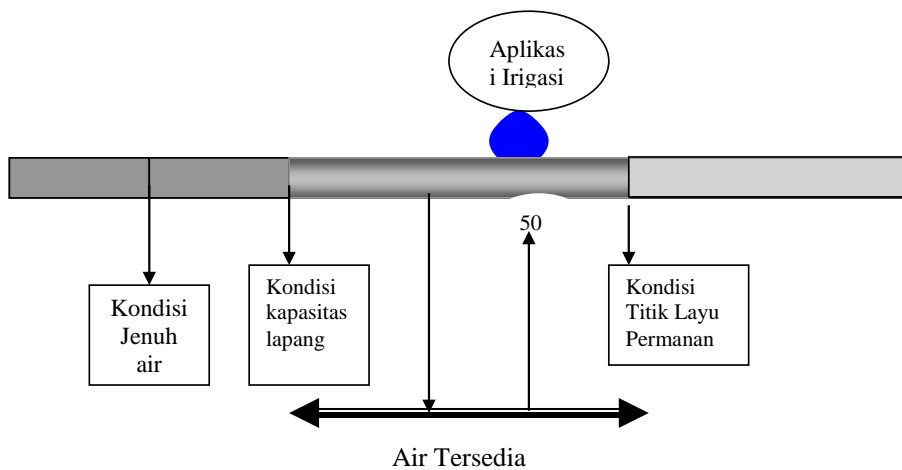 Aplikas
i Irigasi
50
Kondisi
Jenuh
air
Kondisi
kapasitas
lapang
Kondisi
Titik Layu
Permanan
Air Tersedia